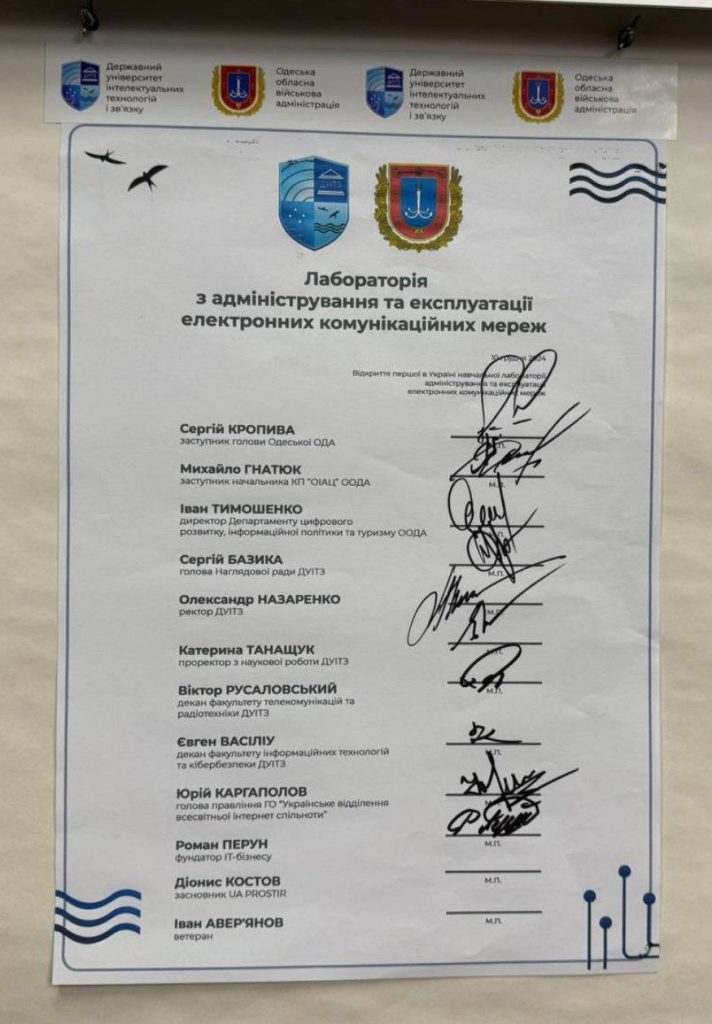 Державний
університет
інтелектуальних
технологій
і зв'язку
Одеська
обласна
військова
адміністрація
Державний
університет
інтелектуальних
технологій
і зв'язку
Одеська
обласна
військова
адміністрація
ДУІТЗ
Лабораторія
з адміністрування та експлуатації
електронних комунікаційних мереж
10 грудня 2024
Відкриття першої в Україні навчальної лабораторії
адміністрування та експлуатації
електронних комунікаційних мереж
Сергій КРОПИВА
заступник голови Одеської ОДА
м.п.
Михайло ГНАТЮК
заступник начальника КП "ОІАЦ" ООДА
м.п.
Іван ТИМОШЕНКО
директор Департаменту цифрового
розвитку, інформаційної політики та туризму ООДА
м.п.
Сергій БАЗИКА
голова Наглядової ради ДУІТЗ
м.п.
Олександр НАЗАРЕНКО
ректор ДУІТЗ
Катерина ТАНАЩУК
проректор з наукової роботи ДУІТЗ
Віктор РУСАЛОВСЬКИЙ
декан факультету телекомунікацій та
радіотехніки ДУІТЗ
м.п.
Євген ВАСІЛІУ
декан факультету інформаційних технологій
та кібербезпеки ДУІТЗ
м.п.
Юрій КАРГАПОЛОВ
голова правління ГО "Українське відділення
всесвітньої інтернет спільноти"
Роман ПЕРУН
фундатор ІТ-бізнесу
м.п.
Діонис КОСТОВ
засновник UA PROSTIR
м.п.
Іван АВЕР'ЯНОВ
ветеран
м.п.